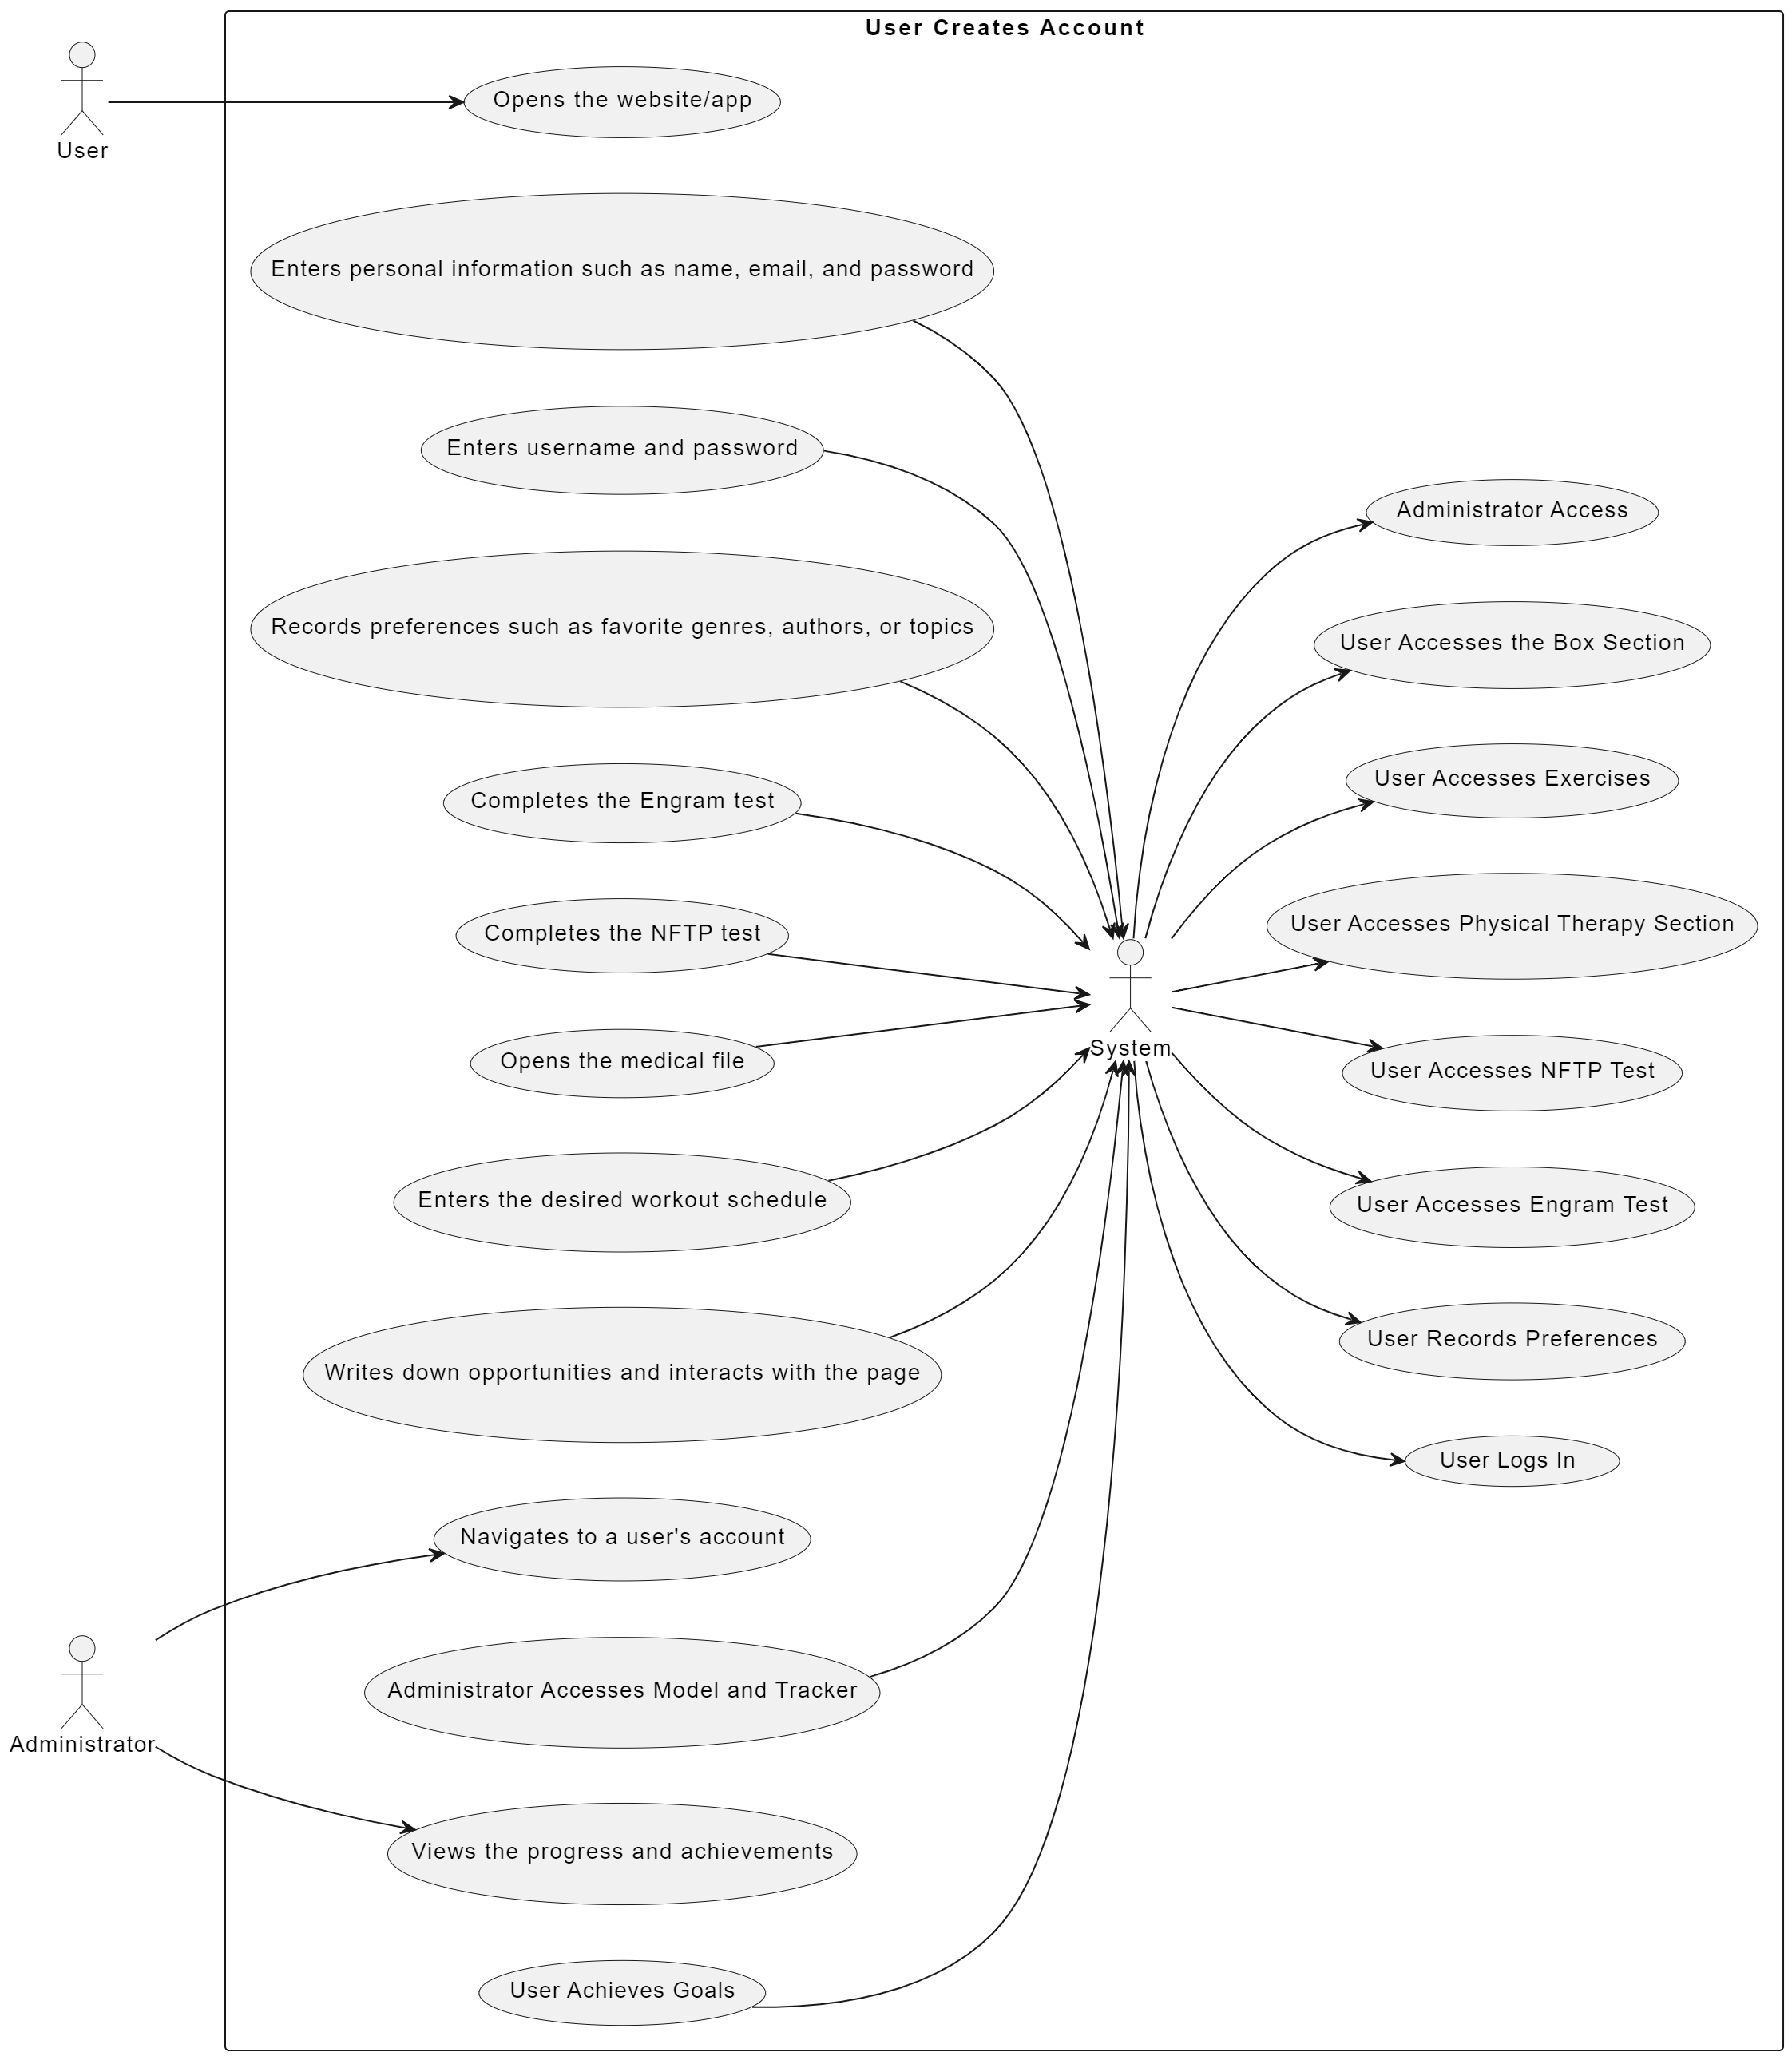 User Creates Account
User
Opens the website/app
Enters personal information such as name, email, and password
Enters username and password
Records preferences such as favorite genres, authors, or topics
Completes the Engram test
Completes the NFTP test
Opens the medical file
Enters the desired workout schedule
Writes down opportunities and interacts with the page
Navigates to a user's account
Administrator
Administrator Accesses Model and Tracker
Views the progress and achievements
User Achieves Goals
System
Administrator Access
User Accesses the Box Section
User Accesses Exercises
User Accesses Physical Therapy Section
User Accesses NFTP Test
User Accesses Engram Test
User Records Preferences
User Logs In